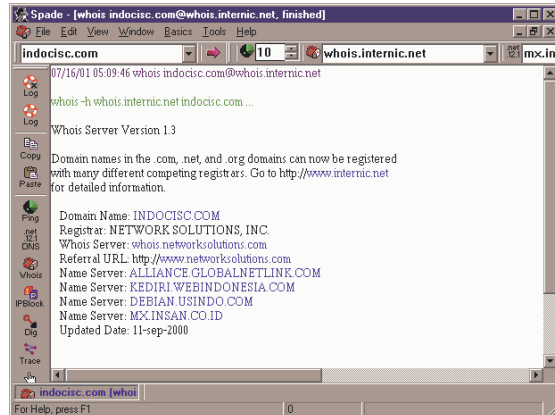 Spade - [whois indocisc.com@whois.internic.net, finished]
File Edit View Window Basics Tools Help
indocisc.com 10 whois.internic.net .net 12.1 mx.in
07/16/01 05:09:46 whois indocisc.com@whois.internic.net
whois -h whois.internic.net indocisc.com ...
Whois Server Version 1.3
Domain names in the .com, .net, and .org domains can now be registered
with many different competing registrars. Go to http://www.internic.net
for detailed information.
Domain Name: INDOCISC.COM
Registrar: NETWORK SOLUTIONS, INC.
Whois Server: whois.networksolutions.com
Referral URL: http://www.networksolutions.com
Name Server: ALLIANCE.GLOBALNETLINK.COM
Name Server: KEDIRI.WEBINDONESIA.COM
Name Server: DEBIAN.USINDO.COM
Name Server: MX.INSAN.CO.ID
Updated Date: 11-sep-2000
Log
Log
Copy
Paste
Ping
.net
12.1
DNS
Whois
IPBlock
Dig
Trace
indocisc.com (whoi
For Help, press F1 0